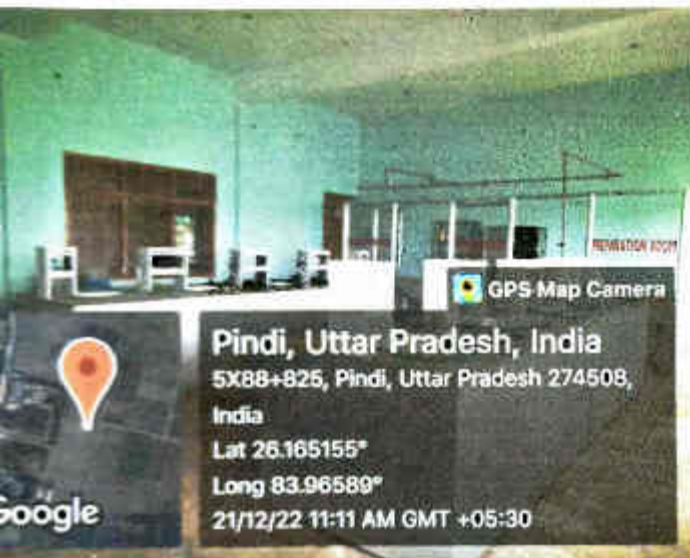 GPS Map Camera
Pindi, Uttar Pradesh, India
5X88+825, Pindi, Uttar Pradesh 274508,
India
Lat 26.165155°
Long 83.96589°
21/12/22 11:11 AM GMT +05:30
Google
ROOM